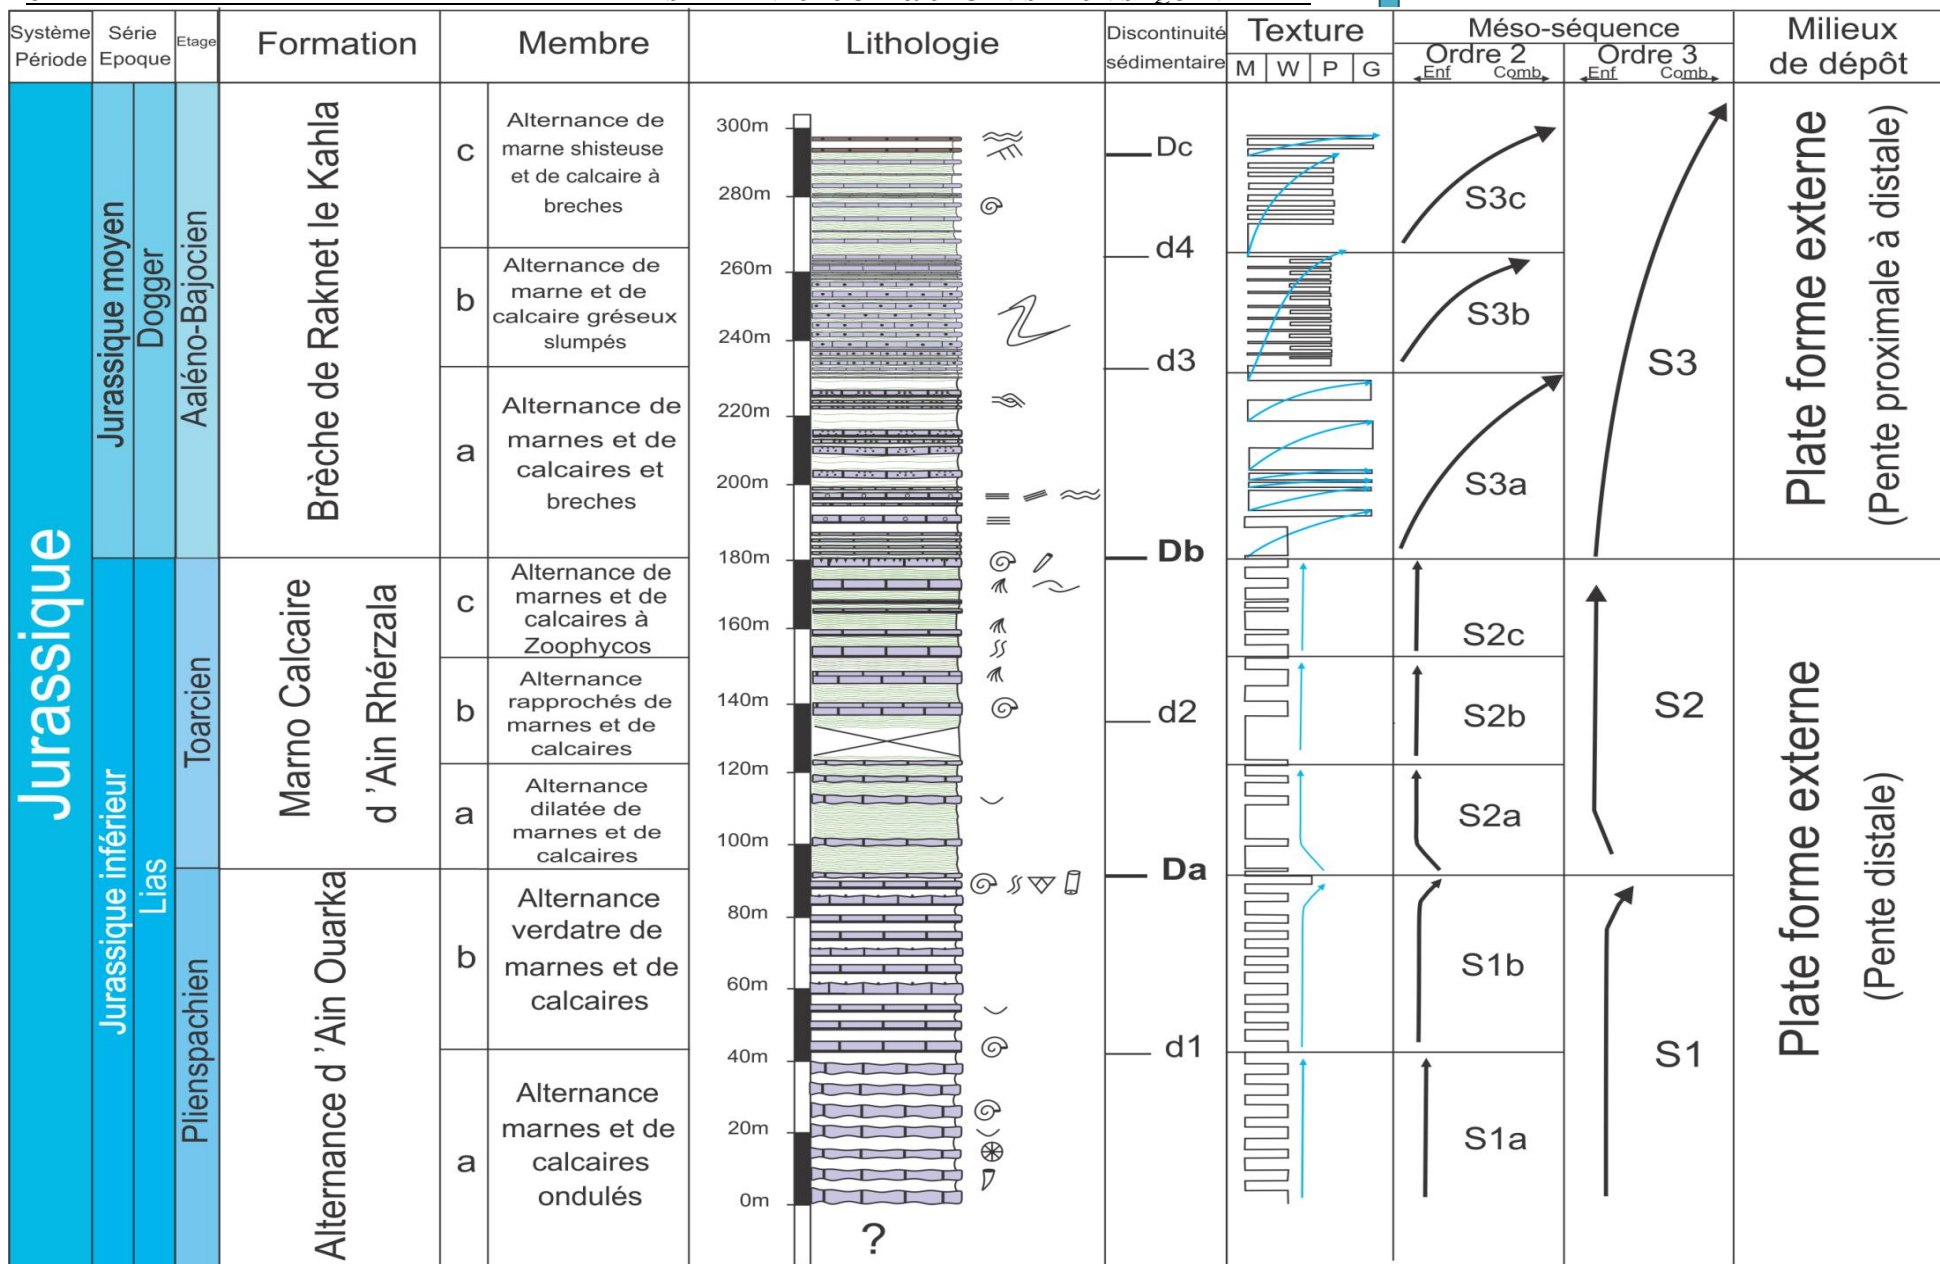 Système
Période
Série
Epoque
Etage
Formation
Membre
Lithologie
Discontinuité
sédimentaire
Texture
M W P G
Méso-séquence
Ordre 2
Enf Comb
Ordre 3
Enf Comb
Milieux
de dépôt
Jurassique
Jurassique moyen
Dogger
Aaléno-Bajocien
Jurassique inférieur
Lias
Toarcien
Pliensbachien
Brèche de Raknet le Kahla
Marno Calcaire
d 'Ain Rhérzala
Alternance d 'Ain Ouarka
c
Alternance de
marne shisteuse
et de calcaire à
breches
b
Alternance de
marne et de
calcaire gréseux
slumpés
a
Alternance de
marnes et de
calcaires et
breches
c
Alternance de
marnes et de
calcaires à
Zoophycos
b
Alternance
rapprochés de
marnes et de
calcaires
a
Alternance
dilatée de
marnes et de
calcaires
b
Alternance
verdatre de
marnes et de
calcaires
a
Alternance
marnes et de
calcaires
ondulés
300m
280m
260m
240m
220m
200m
180m
160m
140m
120m
100m
80m
60m
40m
20m
0m
?
Dc
d4
d3
Db
d2
Da
d1
S3c
S3b
S3a
S2c
S2b
S2a
S1b
S1a
S3
S2
S1
Plate forme externe
(Pente proximale à distale)
Plate forme externe
(Pente distale)